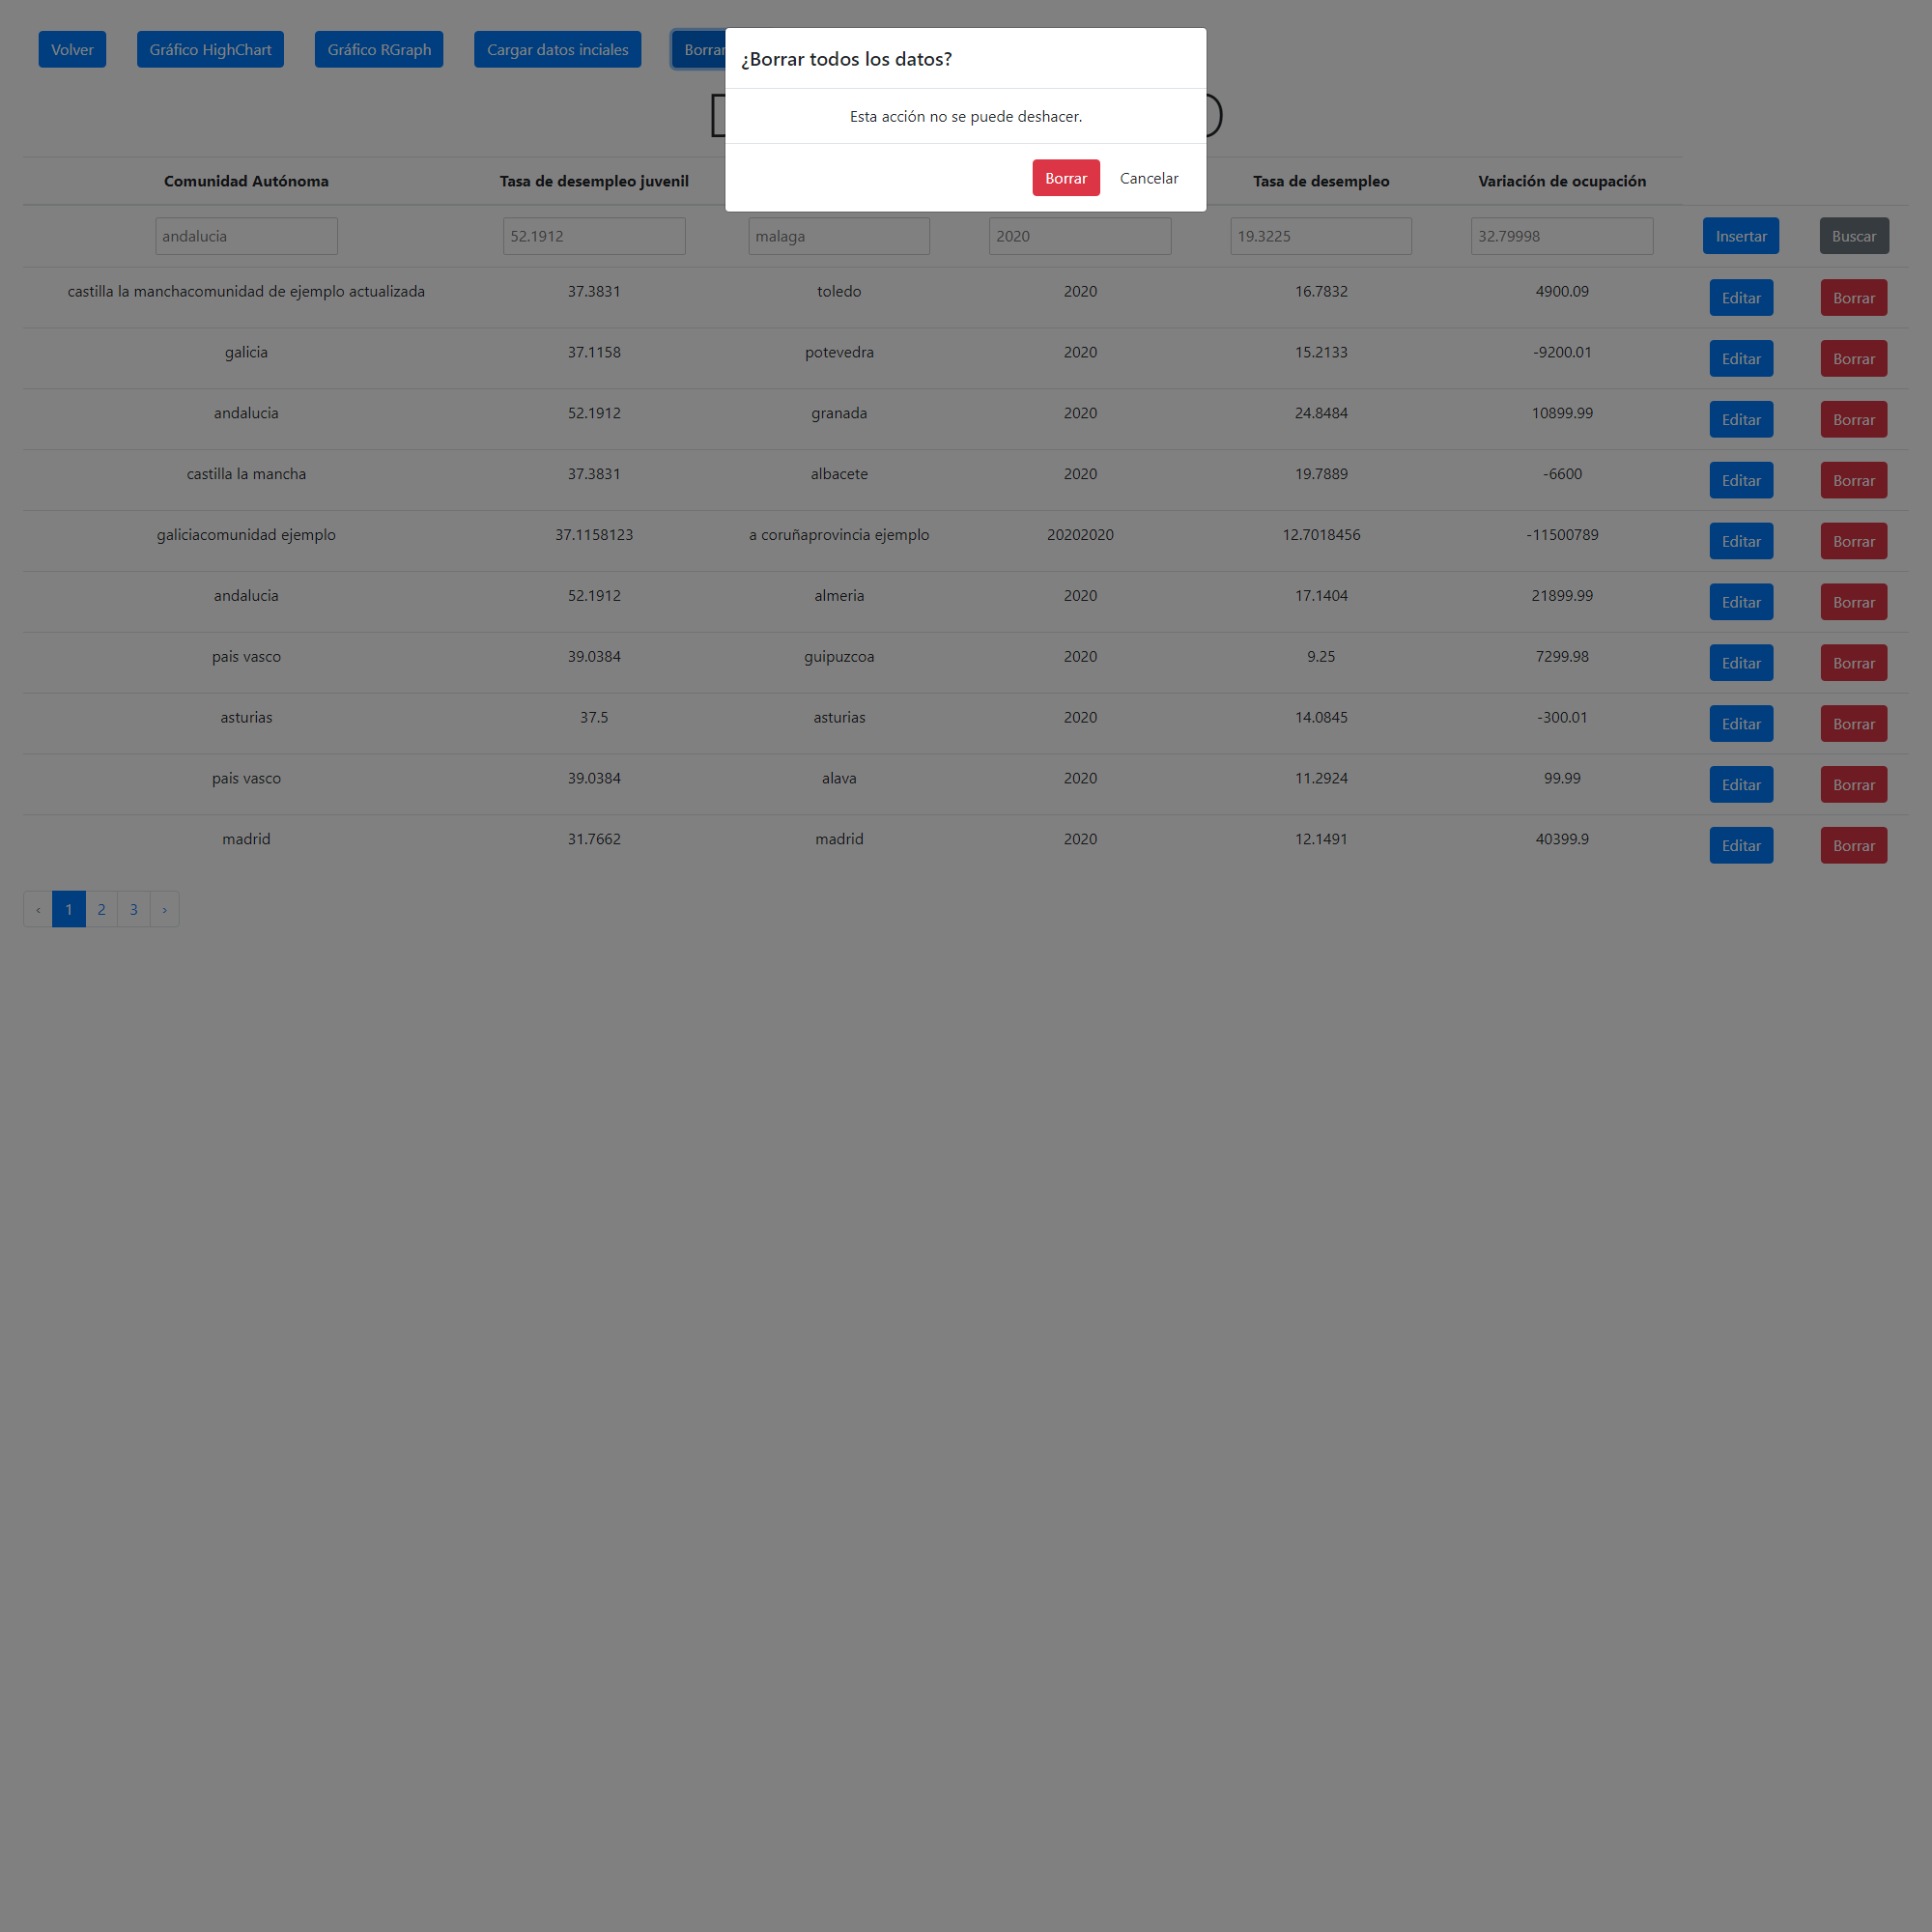 Volver Gráfico HighChart Gráfico RGraph Cargar datos inciales Borrar
¿Borrar todos los datos?
Esta acción no se puede deshacer.
Borrar Cancelar
Comunidad Autónoma Tasa de desempleo juvenil Tasa de desempleo Variación de ocupación
andalucia 52.1912 malaga 2020 19.3225 32.79998 Insertar Buscar
castilla la manchacomunidad de ejemplo actualizada 37.3831 toledo 2020 16.7832 4900.09 Editar Borrar
galicia 37.1158 potevedra 2020 15.2133 -9200.01 Editar Borrar
andalucia 52.1912 granada 2020 24.8484 10899.99 Editar Borrar
castilla la mancha 37.3831 albacete 2020 19.7889 -6600 Editar Borrar
galiciacomunidad ejemplo 37.1158123 a coruñaprovincia ejemplo 20202020 12.7018456 -11500789 Editar Borrar
andalucia 52.1912 almeria 2020 17.1404 21899.99 Editar Borrar
pais vasco 39.0384 guipuzcoa 2020 9.25 7299.98 Editar Borrar
asturias 37.5 asturias 2020 14.0845 -300.01 Editar Borrar
pais vasco 39.0384 alava 2020 11.2924 99.99 Editar Borrar
madrid 31.7662 madrid 2020 12.1491 40399.9 Editar Borrar
‹ 1 2 3 ›